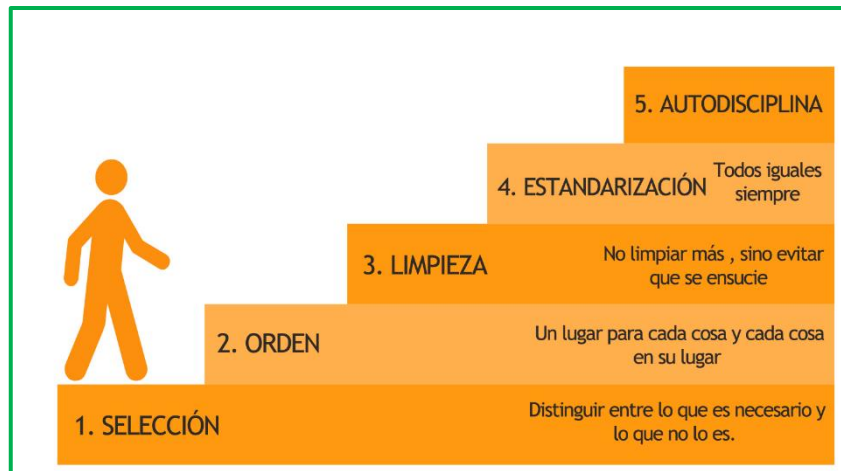 5. AUTODISCIPLINA
4. ESTANDARIZACIÓN
Todos iguales
siempre
3. LIMPIEZA
No limpiar más , sino evitar
que se ensucie
2. ORDEN
Un lugar para cada cosa y cada cosa
en su lugar
1. SELECCIÓN
Distinguir entre lo que es necesario y
lo que no lo es.